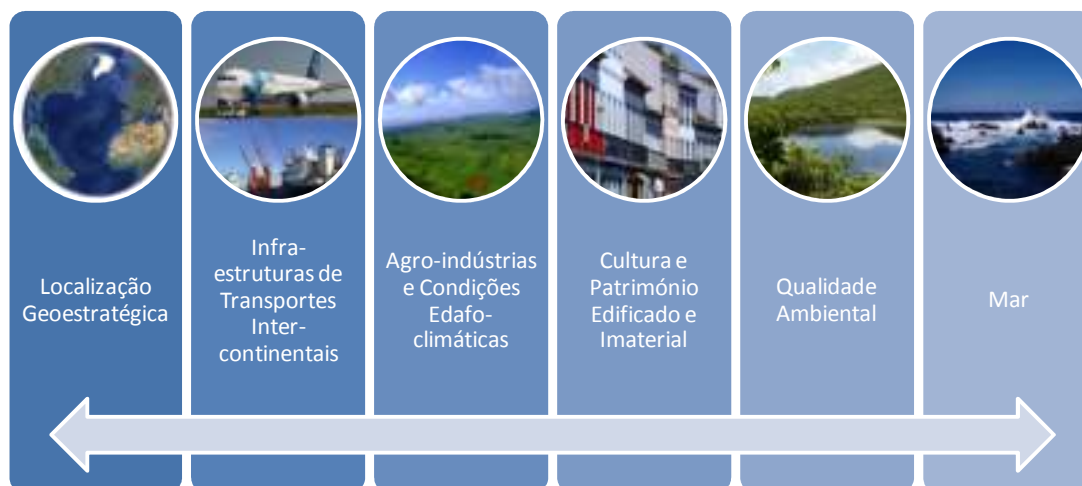 Localização
Geoestratégica
Infra-
estruturas de
Transportes
Inter-
continentais
Agro-indústrias
e Condições
Edafo-
climáticas
Cultura e
Património
Edificado e
Imaterial
Qualidade
Ambiental
Mar